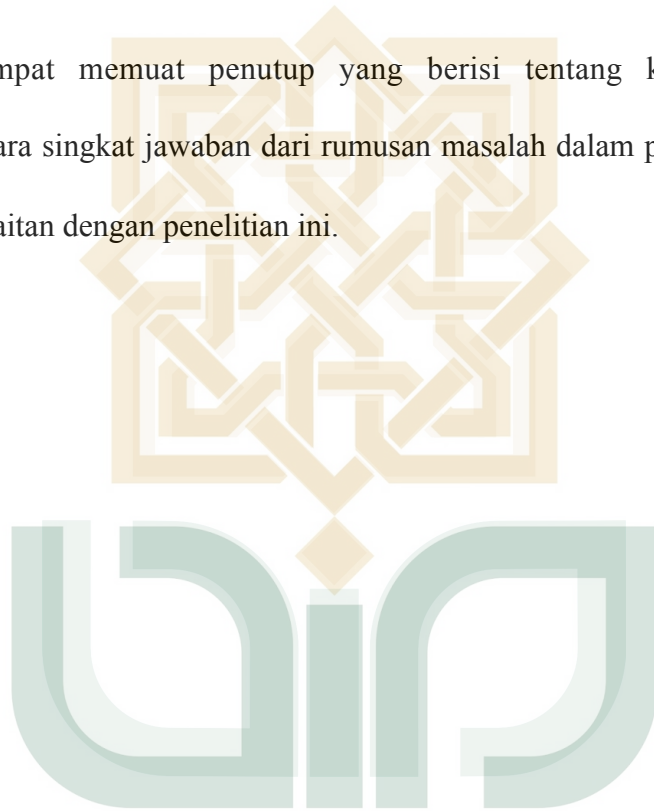 mpat memuat penutup yang berisi tentang k
ara singkat jawaban dari rumusan masalah dalam p
aitan dengan penelitian ini.